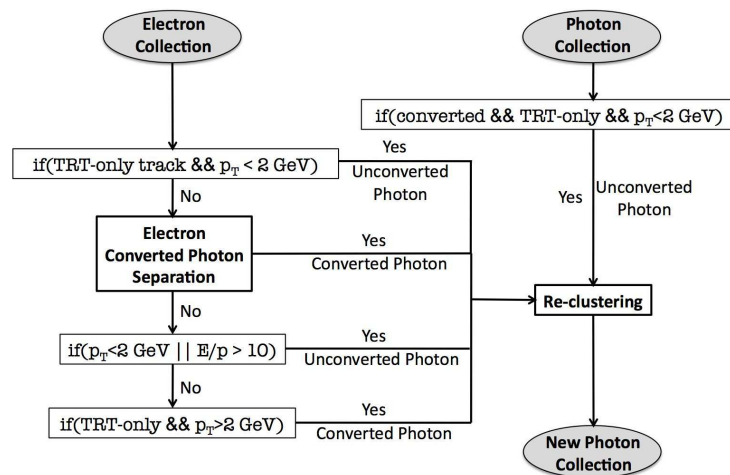 Electron
Collection
Photon
Collection
if(converted && TRT-only && pT<2 GeV)
if(TRT-only track && pT < 2 GeV)
Yes
Unconverted
Photon
No
Yes
Unconverted
Photon
Electron
Converted Photon
Separation
Yes
Converted Photon
Re-clustering
No
if(pT<2 GeV || E/p > 10)
Yes
Unconverted Photon
No
if(TRT-only && pT>2 GeV)
Yes
Converted Photon
New Photon
Collection